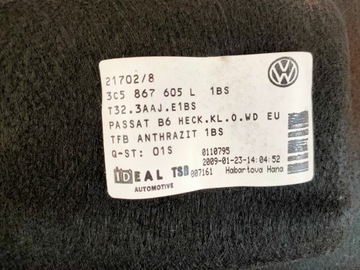 21702/8
3C5 867 605 L 1BS
T32.3AAJ.E1BS
PASSAT B6 HECK.KL.O.WD EU
TFB ANTHRAZIT 1BS
Q-ST: 01S
0110795
2009-01-23-14:04:52
IDEAL TSB 007161 Habartova Hana
AUTOMOTIVE